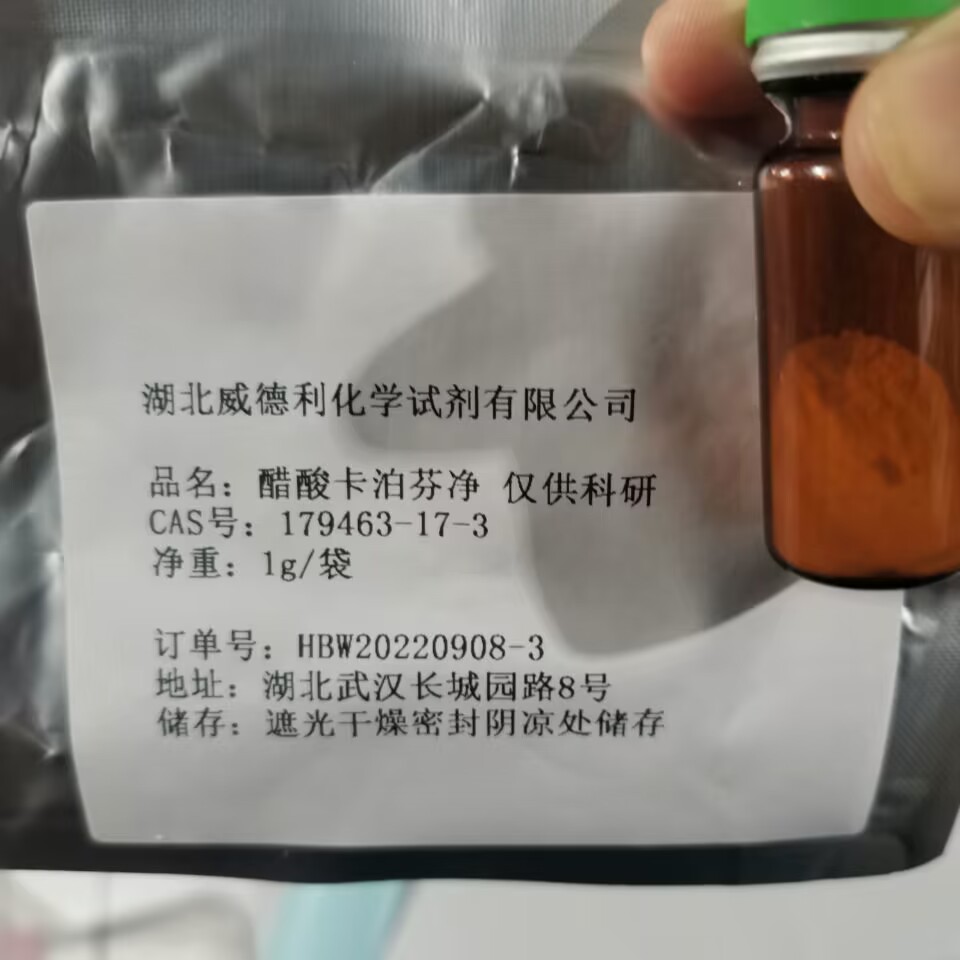 湖北威德利化学试剂有限公司
品名：醋酸卡泊芬净 仅供科研
CAS号：179463-17-3
净重：1g/袋
订单号：HBW20220908-3
地址：湖北武汉长城园路8号
储存：遮光干燥密封阴凉处储存